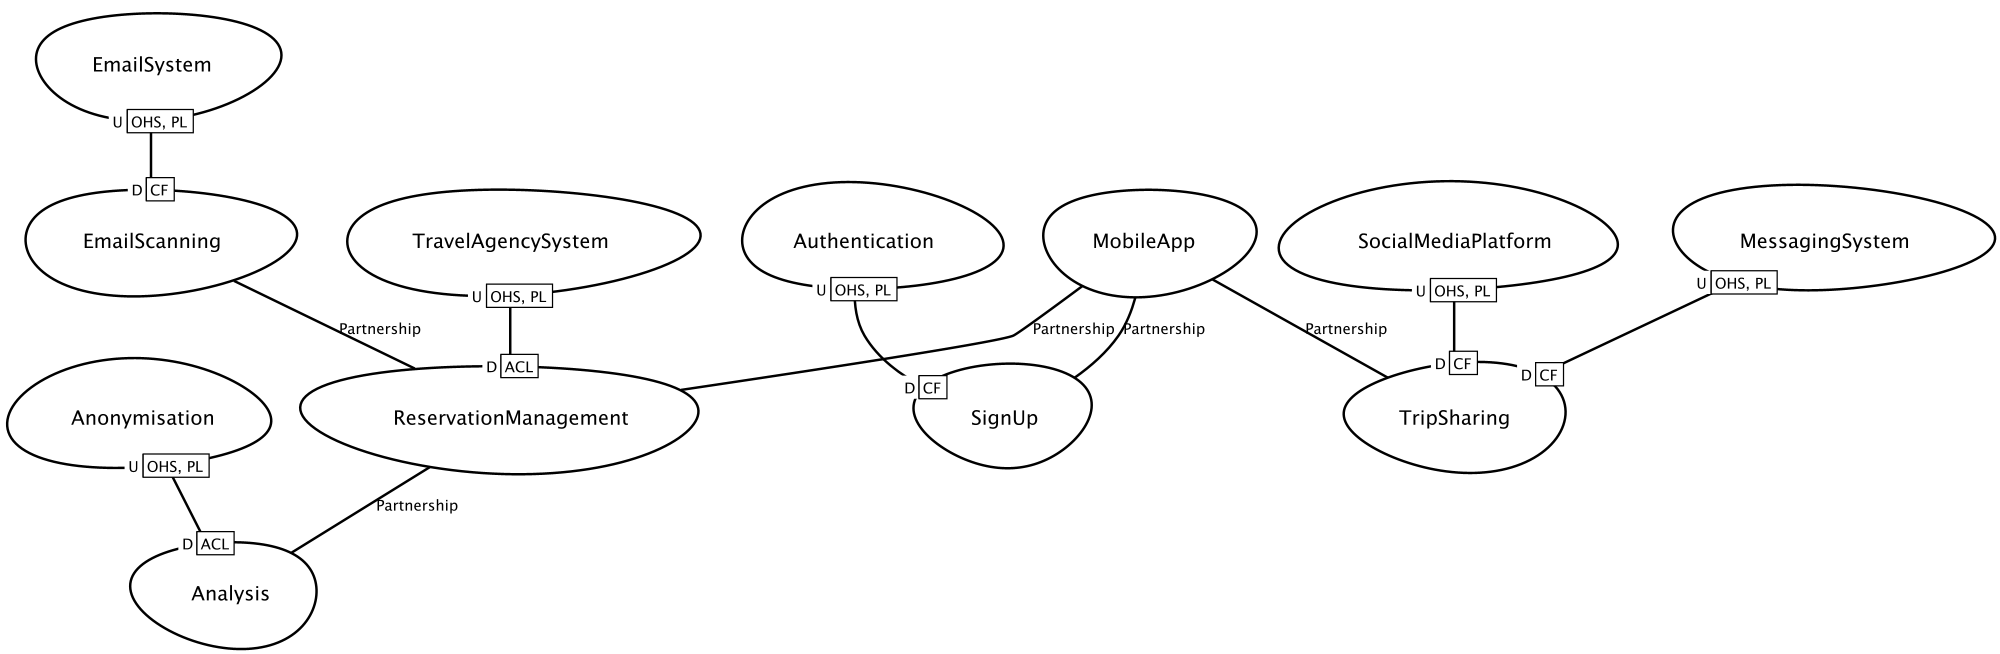 EmailSystem
U OHS, PL
D CF
EmailScanning
TravelAgencySystem
Authentication
MobileApp
SocialMediaPlatform
MessagingSystem
U OHS, PL
U OHS, PL
U OHS, PL
U OHS, PL
Partnership
Partnership
Partnership
Partnership
D ACL
D CF
D CF
D CF
Anonymisation
ReservationManagement
SignUp
TripSharing
U OHS, PL
Partnership
D ACL
Analysis